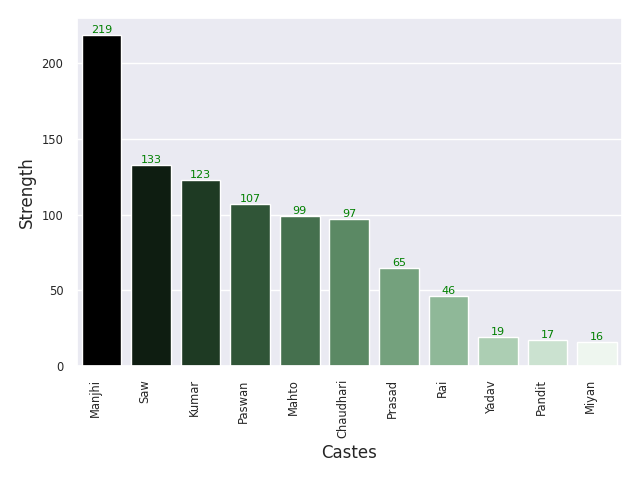 219
133
123
107
99
97
65
46
19
17
16
200
150
100
50
0
Strength
Manjhi
Saw
Kumar
Paswan
Mahto
Chaudhari
Prasad
Rai
Yadav
Pandit
Miyan
Castes